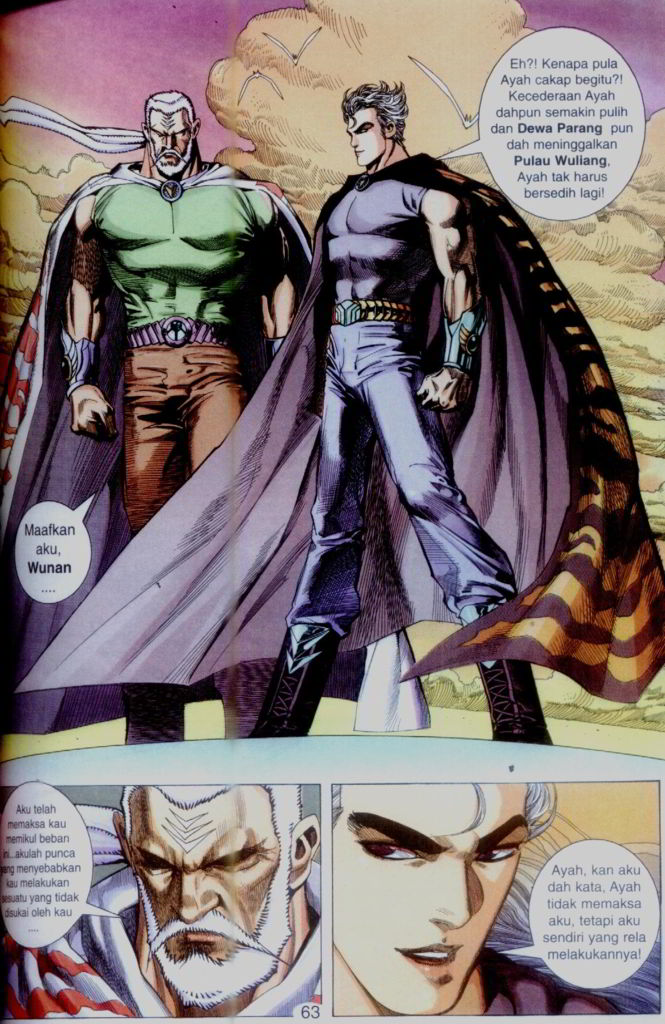 Eh?! Kenapa pula
Ayah cakap begitu?!
Kecederaan Ayah
dahpun semakin pulih
dan Dewa Parang pun
dah meninggalkan
Pulau Wuliang,
Ayah tak harus
bersedih lagi!
Maafkan
aku,
Wunan
....
Aku telah
memaksa kau
memikul beban
ini...akulah punca
yang menyebabkan
kau melakukan
sesuatu yang tidak
disukai oleh kau
....
Ayah, kan aku
dah kata, Ayah
tidak memaksa
aku, tetapi aku
sendiri yang rela
melakukannya!
63